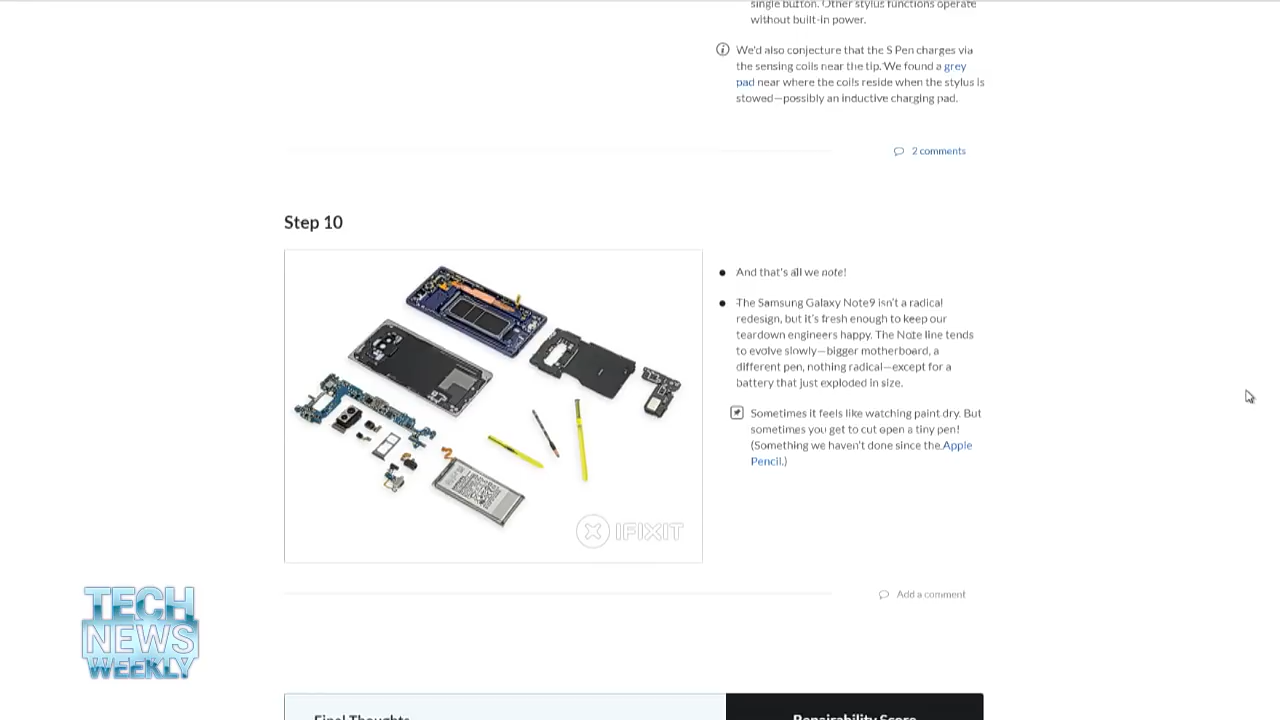 single button. Other stylus functions operate
without built-in power.
We'd also conjecture that the S Pen charges via
the sensing coils near the tip. We found a grey
pad near where the coils reside when the stylus is
stowed—possibly an inductive charging pad.
2 comments
Step 10
And that's all we note!
The Samsung Galaxy Note9 isn't a radical
redesign, but it's fresh enough to keep our
teardown engineers happy. The Note line tends
to evolve slowly—bigger motherboard, a
different pen, nothing radical—except for a
battery that just exploded in size.
Sometimes it feels like watching paint dry. But
sometimes you get to cut open a tiny pen!
(Something we haven't done since the Apple
Pencil.)
IFIXIT
Add a comment
TECH
NEWS
WEEKLY
Final Thoughts
Repairability Score